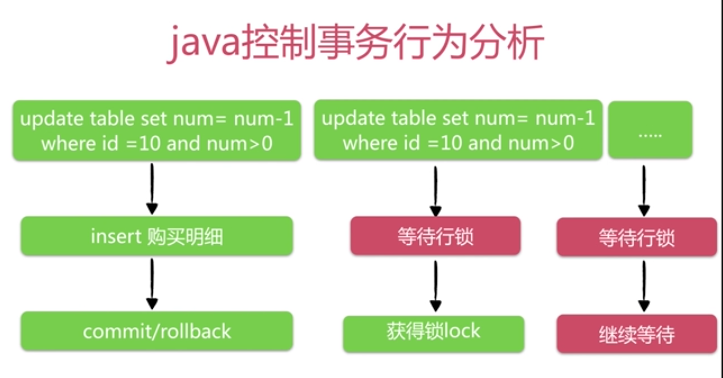 java控制事务行为分析
update table set num= num-1
where id =10 and num>0
update table set num= num-1
where id =10 and num>0
.....
insert 购买明细
等待行锁
等待行锁
commit/rollback
获得锁lock
继续等待